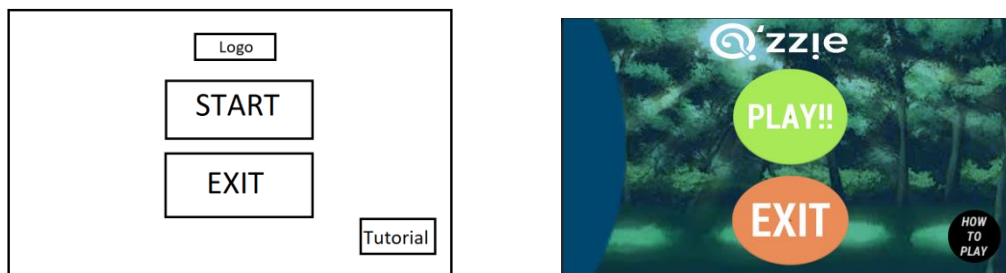 Logo
START
EXIT
Tutorial
Q'zzie
PLAY!!
EXIT
HOW
TO
PLAY